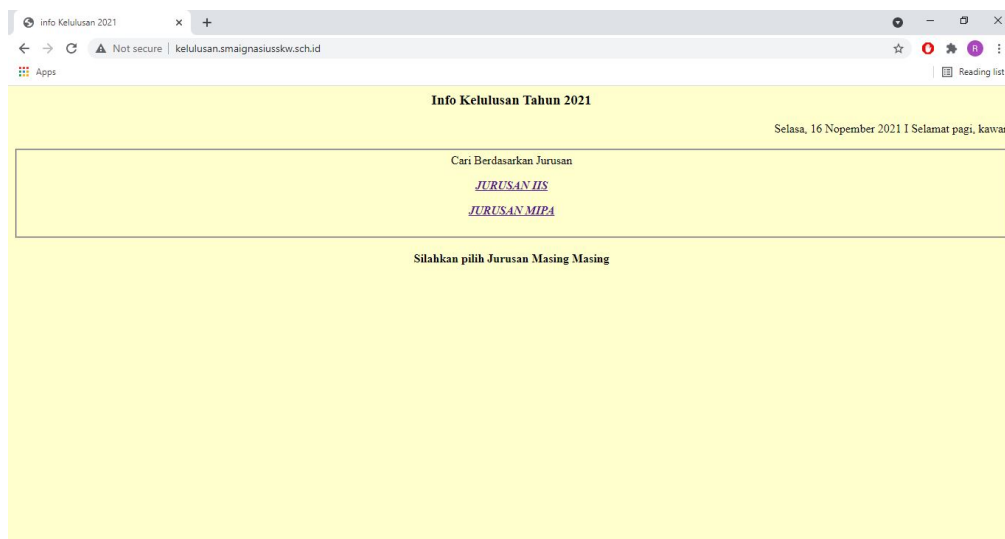 info Kelulusan 2021
Not secure | kelulusan.smaignasiusskw.sch.id
R
Apps
Reading list
Info Kelulusan Tahun 2021
Selasa, 16 Nopember 2021 I Selamat pagi, kawan
Cari Berdasarkan Jurusan
JURUSAN IIS
JURUSAN MIPA
Silahkan pilih Jurusan Masing Masing